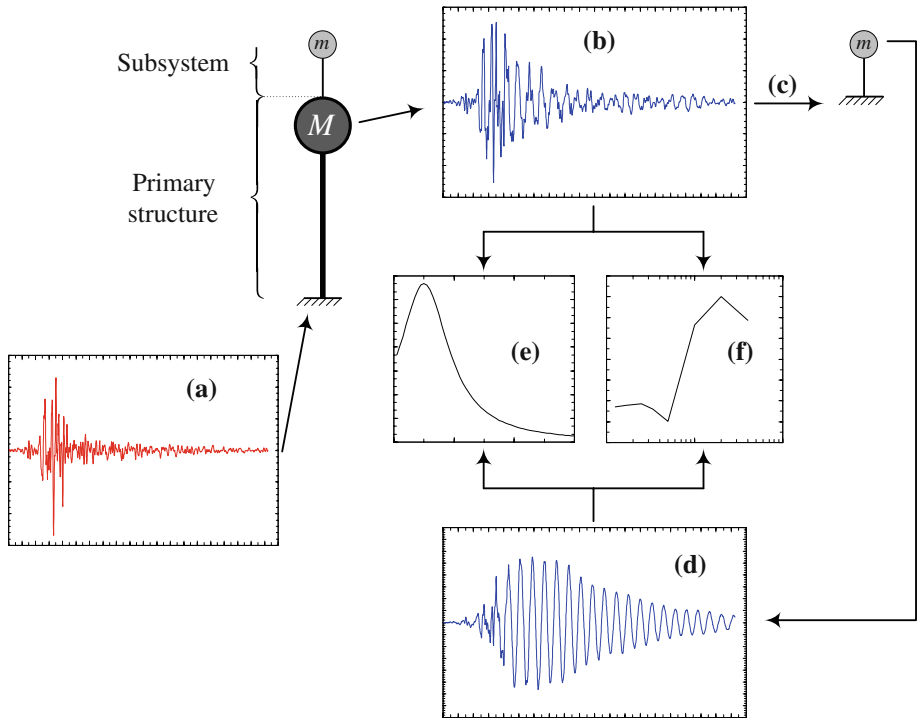 m
(b)
m
Subsystem
(c)
M
Primary
structure
(e)
(f)
(a)
(d)